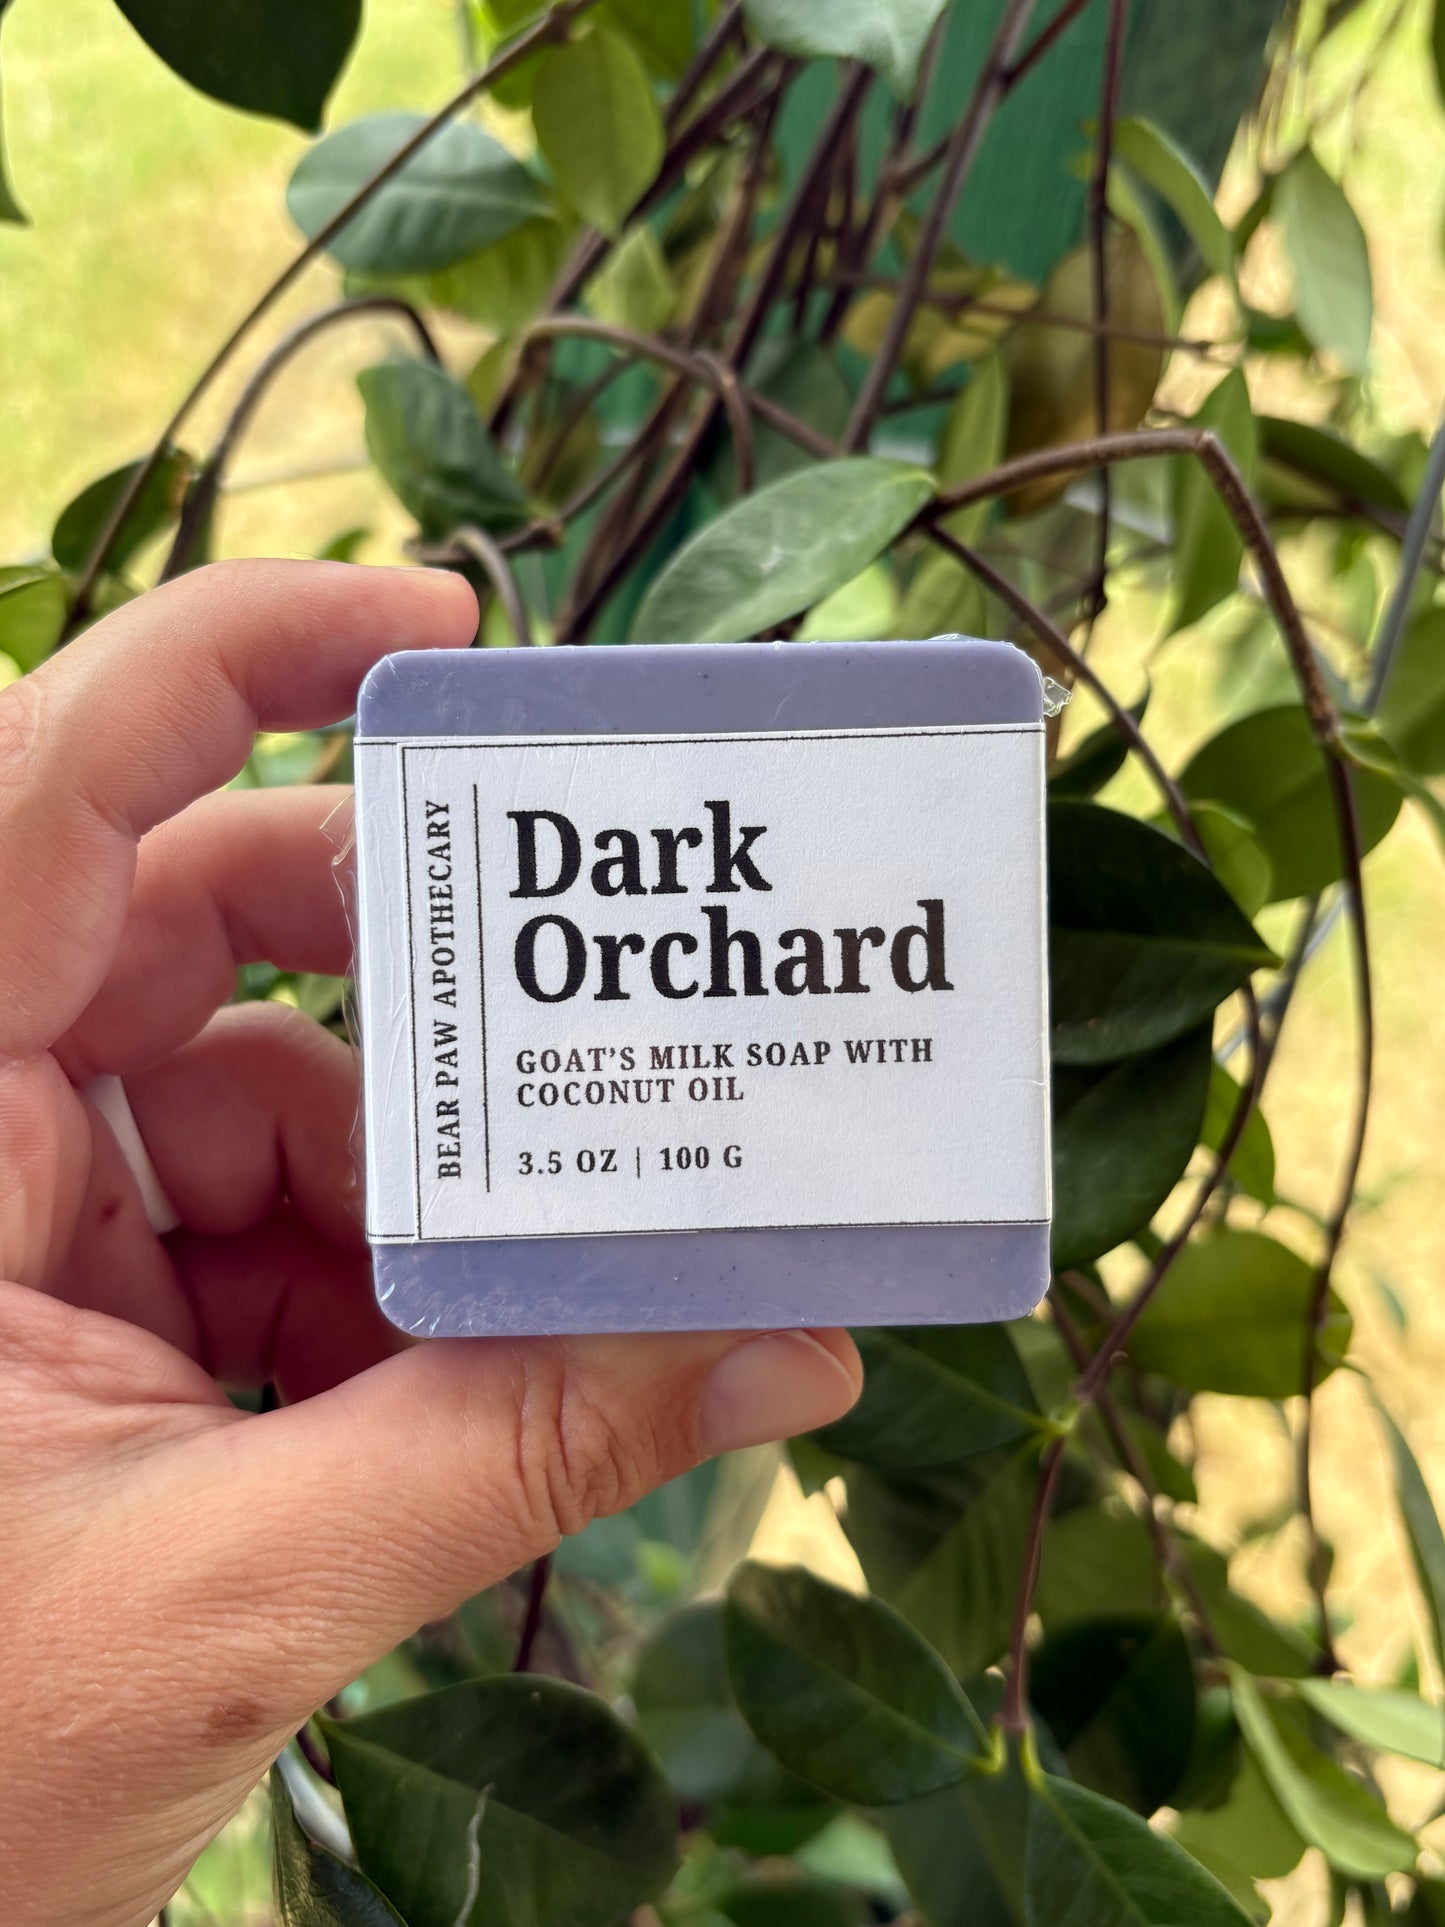 BEAR PAW APOTHECARY
Dark
Orchard
GOAT'S MILK SOAP WITH
COCONUT OIL
3.5 OZ | 100 G